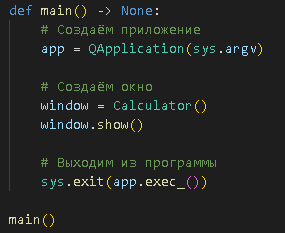 def main() -> None:
# Создаём приложение
app = QApplication(sys.argv)
# Создаём окно
window = Calculator()
window.show()
# Выходим из программы
sys.exit(app.exec_())
main()